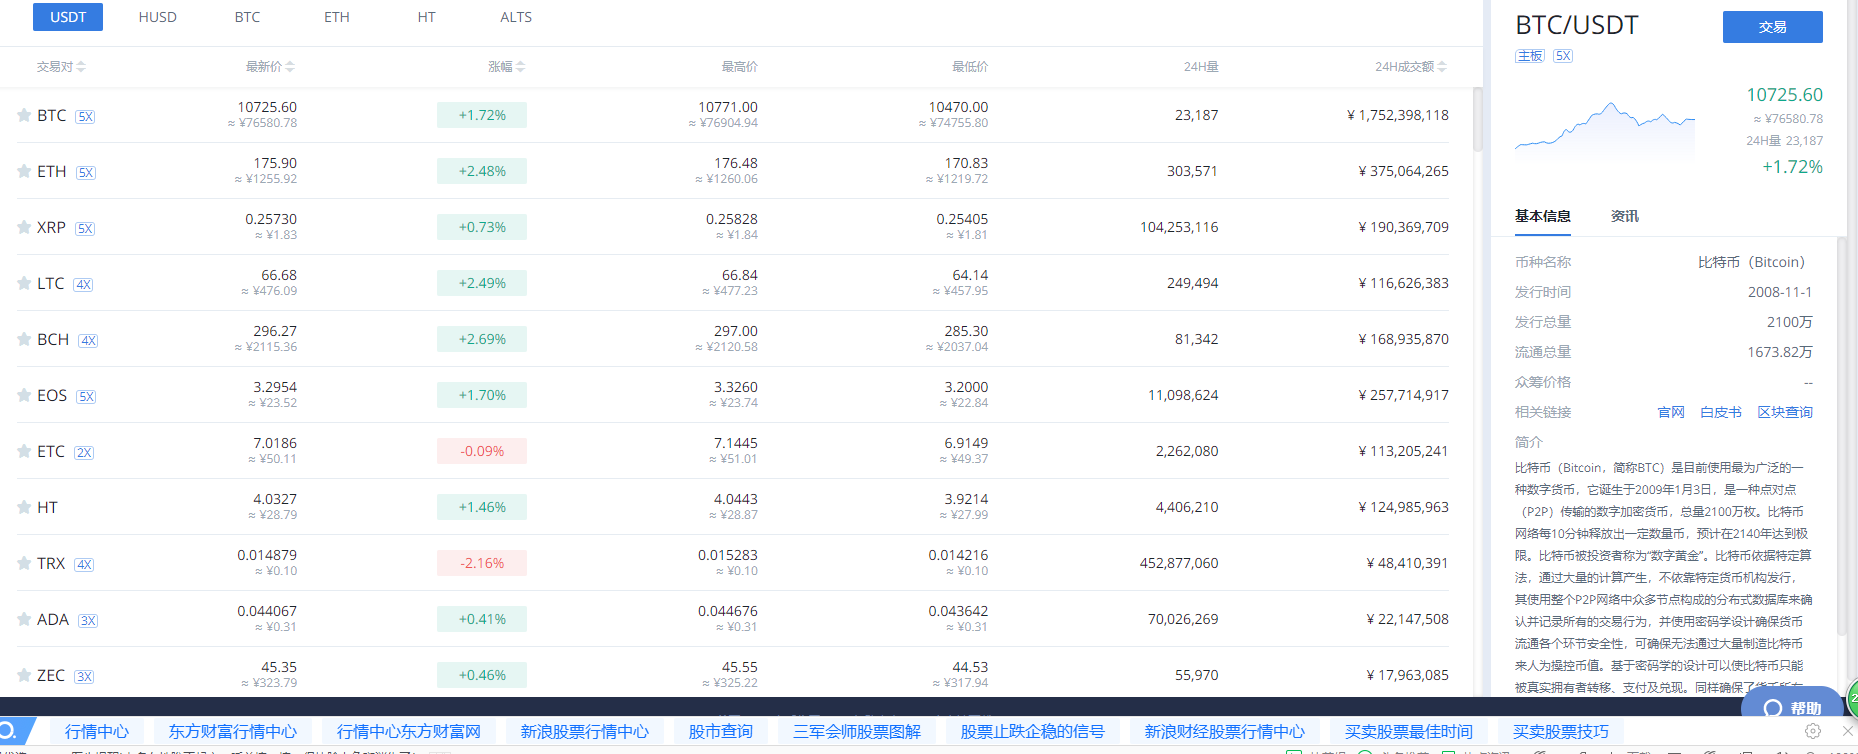 USDT HUSD BTC ETH HT ALTS
交易对 最新价 涨幅 最高价 最低价 24H量 24H成交额
BTC 5X 10725.60 ≈ ¥76580.78 +1.72% 10771.00 ≈ ¥76904.94 10470.00 ≈ ¥74755.80 23,187 ¥ 1,752,398,118
ETH 5X 175.90 ≈ ¥1255.92 +2.48% 176.48 ≈ ¥1260.06 170.83 ≈ ¥1219.72 303,571 ¥ 375,064,265
XRP 5X 0.25730 ≈ ¥1.83 +0.73% 0.25828 ≈ ¥1.84 0.25405 ≈ ¥1.81 104,253,116 ¥ 190,369,709
LTC 4X 66.68 ≈ ¥476.09 +2.49% 66.84 ≈ ¥477.23 64.14 ≈ ¥457.95 249,494 ¥ 116,626,383
BCH 4X 296.27 ≈ ¥2115.36 +2.69% 297.00 ≈ ¥2120.58 285.30 ≈ ¥2037.04 81,342 ¥ 168,935,870
EOS 5X 3.2954 ≈ ¥23.52 +1.70% 3.3260 ≈ ¥23.74 3.2000 ≈ ¥22.84 11,098,624 ¥ 257,714,917
ETC 2X 7.0186 ≈ ¥50.11 -0.09% 7.1445 ≈ ¥51.01 6.9149 ≈ ¥49.37 2,262,080 ¥ 113,205,241
HT 4.0327 ≈ ¥28.79 +1.46% 4.0443 ≈ ¥28.87 3.9214 ≈ ¥27.99 4,406,210 ¥ 124,985,963
TRX 4X 0.014879 ≈ ¥0.10 -2.16% 0.015283 ≈ ¥0.10 0.014216 ≈ ¥0.10 452,877,060 ¥ 48,410,391
ADA 3X 0.044067 ≈ ¥0.31 +0.41% 0.044676 ≈ ¥0.31 0.043642 ≈ ¥0.31 70,026,269 ¥ 22,147,508
ZEC 3X 45.35 ≈ ¥323.79 +0.46% 45.55 ≈ ¥325.22 44.53 ≈ ¥317.94 55,970 ¥ 17,963,085
BTC/USDT 交易
主板 5X
10725.60
≈ ¥76580.78
24H量 23,187
+1.72%
基本信息 资讯
币种名称 比特币（Bitcoin）
发行时间 2008-11-1
发行总量 2100万
流通总量 1673.82万
众筹价格 --
相关链接 官网 白皮书 区块查询
简介
比特币（Bitcoin，简称BTC）是目前使用最为广泛的一
种数字货币，它诞生于2009年1月3日，是一种点对点
（P2P）传输的数字加密货币，总量2100万枚。比特币
网络每10分钟释放出一定数量币，预计在2140年达到极
限。比特币被投资者称为“数字黄金”。比特币依据特定算
法，通过大量的计算产生，不依靠特定货币机构发行，
其使用整个P2P网络中众多节点构成的分布式数据库来确
认并记录所有的交易行为，并使用密码学设计确保货币
流通各个环节安全性，可确保无法通过大量制造比特币
来人为操控币值。基于密码学的设计可以使比特币只能
被真实拥有者转移、支付及兑现。同样确保了货币所有
帮助
行情中心 东方财富行情中心 行情中心东方财富网 新浪股票行情中心 股市查询 三军会师股票图解 股票止跌企稳的信号 新浪财经股票行情中心 买卖股票最佳时间 买卖股票技巧